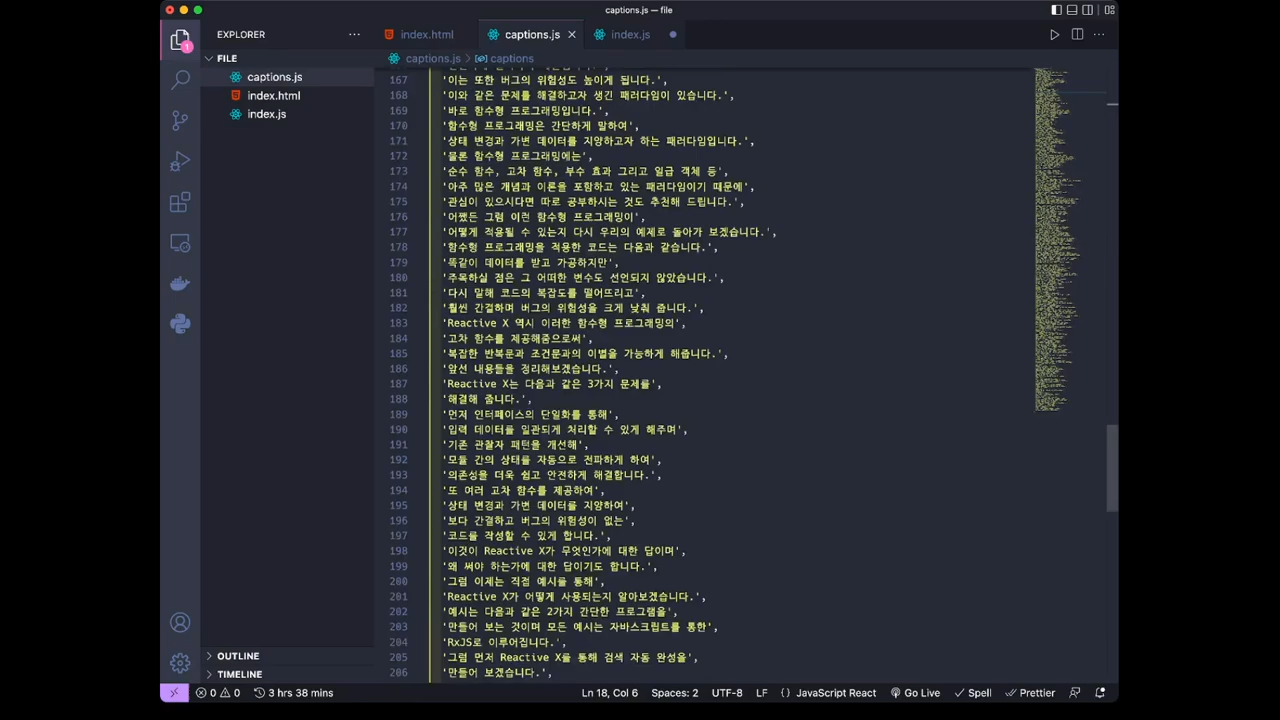 captions.js — file
EXPLORER
index.html
captions.js
index.js
FILE
captions.js
index.html
index.js
captions.js > captions
167 '이는 또한 버그의 위험성도 높이게 됩니다.',
168 '이와 같은 문제를 해결하고자 생긴 패러다임이 있습니다.',
169 '바로 함수형 프로그래밍입니다.',
170 '함수형 프로그래밍은 간단하게 말하여',
171 '상태 변경과 가변 데이터를 지양하고자 하는 패러다임입니다.',
172 '물론 함수형 프로그래밍에는',
173 '순수 함수, 고차 함수, 부수 효과 그리고 일급 객체 등',
174 '아주 많은 개념과 이론을 포함하고 있는 패러다임이기 때문에',
175 '관심이 있으시다면 따로 공부하시는 것도 추천해 드립니다.',
176 '어쨌든 그럼 이런 함수형 프로그래밍이',
177 '어떻게 적용될 수 있는지 다시 우리의 예제로 돌아가 보겠습니다.',
178 '함수형 프로그래밍을 적용한 코드는 다음과 같습니다.',
179 '똑같이 데이터를 받고 가공하지만',
180 '주목하실 점은 그 어떠한 변수도 선언되지 않았습니다.',
181 '다시 말해 코드의 복잡도를 떨어뜨리고',
182 '훨씬 간결하며 버그의 위험성을 크게 낮춰 줍니다.',
183 'Reactive X 역시 이러한 함수형 프로그래밍의',
184 '고차 함수를 제공해줌으로써',
185 '복잡한 반복문과 조건문과의 이별을 가능하게 해줍니다.',
186 '앞선 내용들을 정리해보겠습니다.',
187 'Reactive X는 다음과 같은 3가지 문제를',
188 '해결해 줍니다.',
189 '먼저 인터페이스의 단일화를 통해',
190 '입력 데이터를 일관되게 처리할 수 있게 해주며',
191 '기존 관찰자 패턴을 개선해',
192 '모듈 간의 상태를 자동으로 전파하게 하여',
193 '의존성을 더욱 쉽고 안전하게 해결합니다.',
194 '또 여러 고차 함수를 제공하여',
195 '상태 변경과 가변 데이터를 지양하여',
196 '보다 간결하고 버그의 위험성이 없는',
197 '코드를 작성할 수 있게 합니다.',
198 '이것이 Reactive X가 무엇인가에 대한 답이며',
199 '왜 써야 하는가에 대한 답이기도 합니다.',
200 '그럼 이제는 직접 예시를 통해',
201 'Reactive X가 어떻게 사용되는지 알아보겠습니다.',
202 '예시는 다음과 같은 2가지 간단한 프로그램을',
203 '만들어 보는 것이며 모든 예시는 자바스크립트를 통한',
204 'RxJS로 이루어집니다.',
205 '그럼 먼저 Reactive X를 통해 검색 자동 완성을',
206 '만들어 보겠습니다.',
OUTLINE
TIMELINE
0 0 3 hrs 38 mins Ln 18, Col 6 Spaces: 2 UTF-8 LF JavaScript React Go Live Spell Prettier